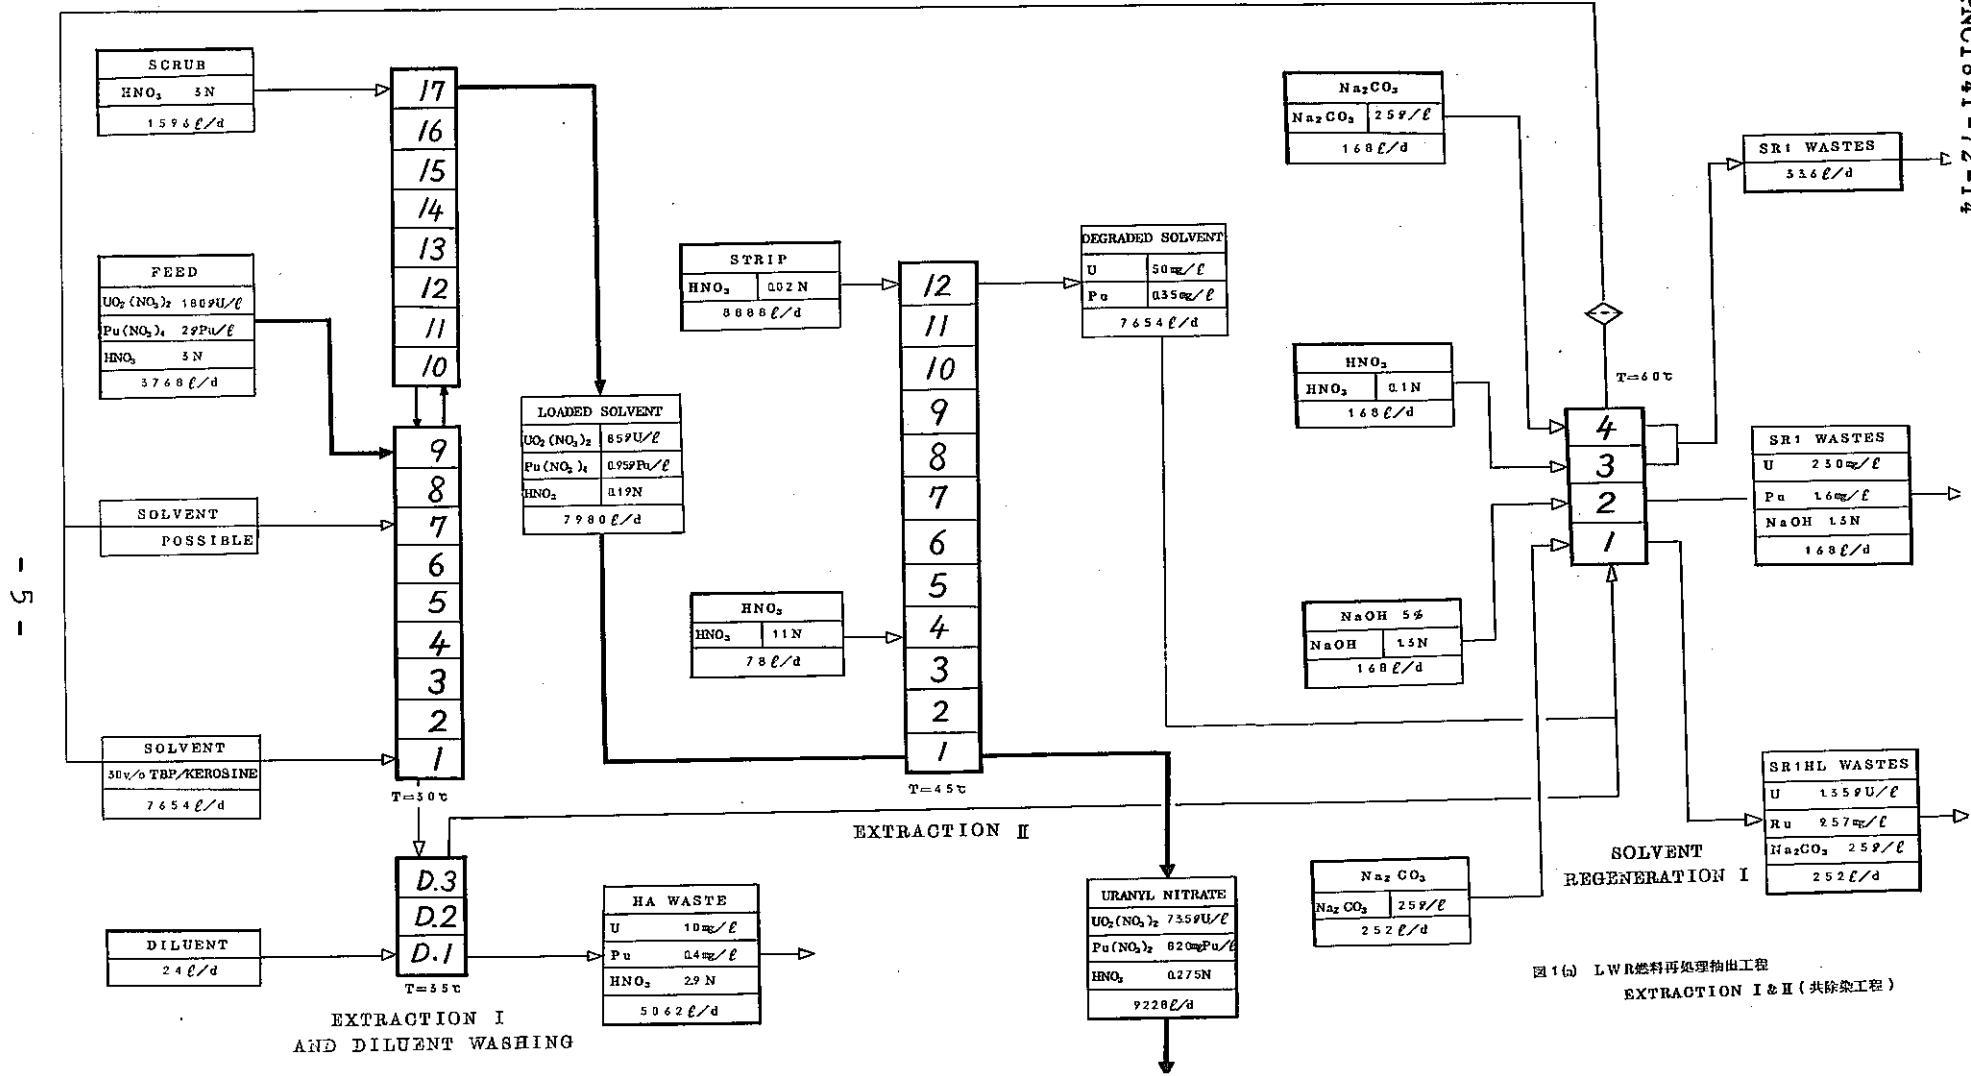 PNCT841-72-14
SCRUB
HNO₃ 3N
1596ℓ/d
FEED
UO₂(NO₃)₂ 180gU/ℓ
Pu(NO₃)₄ 2gPu/ℓ
HNO₃ 3N
3768ℓ/d
SOLVENT
POSSIBLE
SOLVENT
30v/o TBP/KEROSINE
7654ℓ/d
DILUENT
24ℓ/d
17
16
15
14
13
12
11
10
9
8
7
6
5
4
3
2
1
T=30℃
D.3
D.2
D.1
T=35℃
EXTRACTION I
AND DILUENT WASHING
LOADED SOLVENT
UO₂(NO₃)₂ 85gU/ℓ
Pu(NO₃)₄ 0.95gPu/ℓ
HNO₃ 0.19N
7980ℓ/d
HA WASTE
U 10mg/ℓ
Pu 0.4mg/ℓ
HNO₃ 2.9N
5062ℓ/d
STRIP
HNO₃ 0.02N
8888ℓ/d
HNO₃
HNO₃ 11N
78ℓ/d
12
11
10
9
8
7
6
5
4
3
2
1
T=45℃
EXTRACTION II
DEGRADED SOLVENT
U 50mg/ℓ
Pu 0.35mg/ℓ
7654ℓ/d
URANYL NITRATE
UO₂(NO₃)₂ 73.5gU/ℓ
Pu(NO₃)₂ 820mgPu/ℓ
HNO₃ 0.275N
9228ℓ/d
Na₂CO₃
Na₂CO₃ 25g/ℓ
168ℓ/d
HNO₃
HNO₃ 0.1N
168ℓ/d
NaOH 5%
NaOH 1.3N
168ℓ/d
Na₂CO₃
Na₂CO₃ 25g/ℓ
252ℓ/d
T=60℃
4
3
2
1
SOLVENT
REGENERATION I
SR1 WASTES
336ℓ/d
SR1 WASTES
U 230mg/ℓ
Pu 1.6mg/ℓ
NaOH 1.3N
168ℓ/d
SR1HL WASTES
U 1.35gU/ℓ
Ru 9.57mg/ℓ
Na₂CO₃ 25g/ℓ
252ℓ/d
図1(a) LWR燃料再処理抽出工程
EXTRACTION I & II (共除染工程)
- 5 -